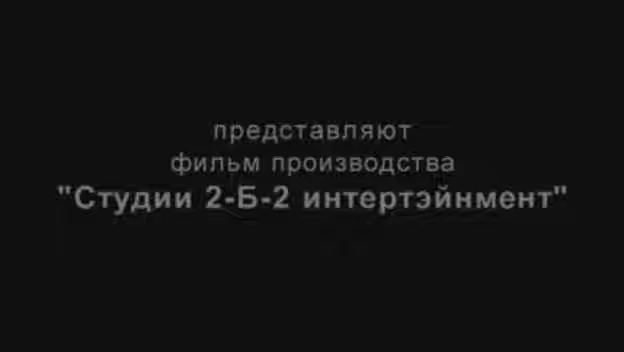 представляют
фильм производства
"Студии 2-Б-2 интертэйнмент"